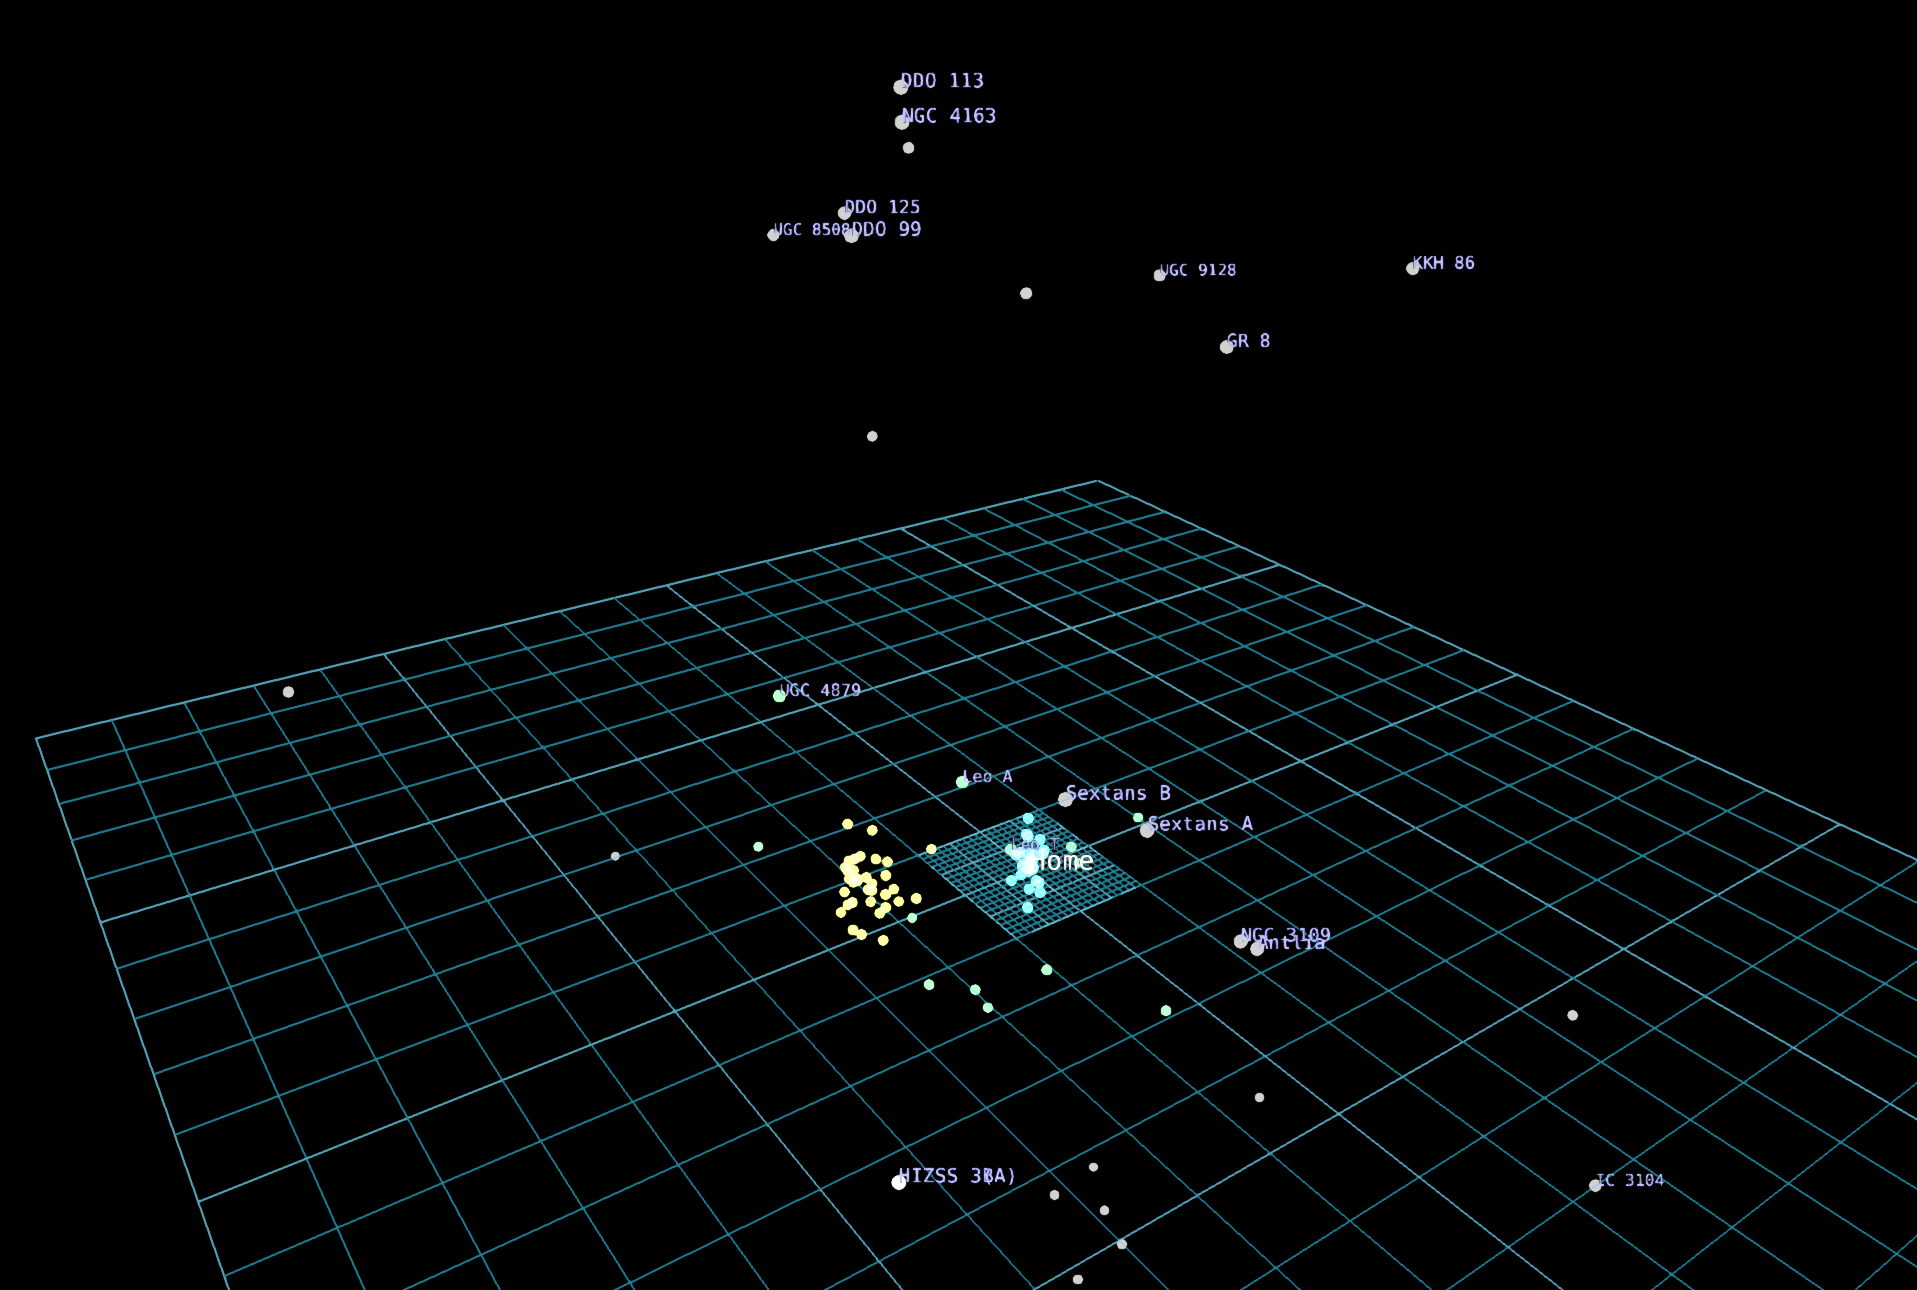 DDO 113
NGC 4163
DDO 125
UGC 8508
DDO 99
KKH 86
UGC 9128
GR 8
UGC 4879
Leo A
Sextans B
Sextans A
Leo T
Home
NGC 3109
Antlia
HIZSS 3
IC 3104